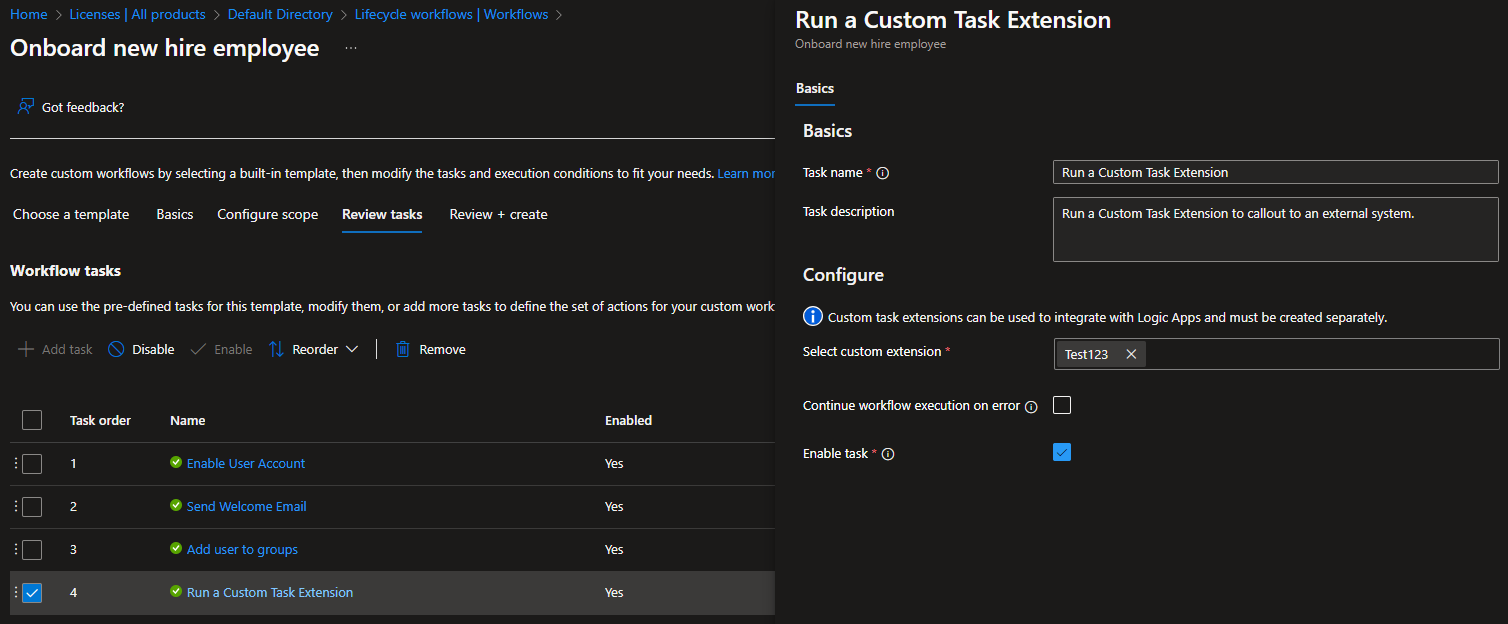 Home > Licenses | All products > Default Directory > Lifecycle workflows | Workflows >
Onboard new hire employee ...
Got feedback?
Create custom workflows by selecting a built-in template, then modify the tasks and execution conditions to fit your needs. Learn mor
Choose a template Basics Configure scope Review tasks Review + create
Workflow tasks
You can use the pre-defined tasks for this template, modify them, or add more tasks to define the set of actions for your custom work
Add task Disable Enable Reorder Remove
Task order Name Enabled
1 Enable User Account Yes
2 Send Welcome Email Yes
3 Add user to groups Yes
4 Run a Custom Task Extension Yes
Run a Custom Task Extension
Onboard new hire employee
Basics
Basics
Task name * Run a Custom Task Extension
Task description Run a Custom Task Extension to callout to an external system.
Configure
Custom task extensions can be used to integrate with Logic Apps and must be created separately.
Select custom extension * Test123
Continue workflow execution on error
Enable task *